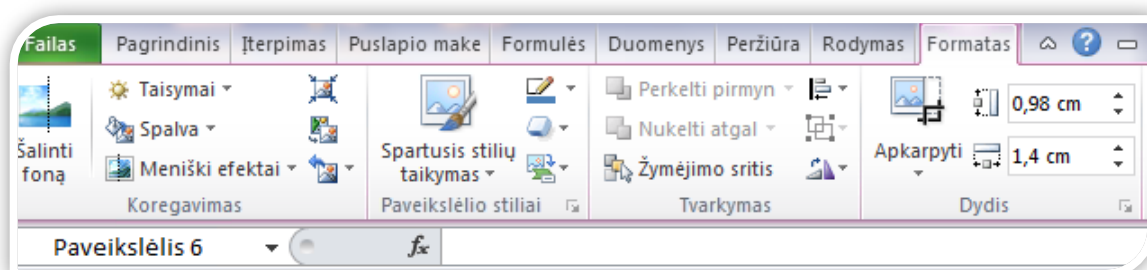 Failas Pagrindinis Įterpimas Puslapio make Formulės Duomenys Peržiūra Rodymas Formatas
Šalinti foną
Taisymai
Spalva
Meniški efektai
Koregavimas
Spartusis stilių
taikymas
Paveikslėlio stiliai
Perkelti pirmyn
Nukelti atgal
Žymėjimo sritis
Tvarkymas
Apkarpyti
0,98 cm
1,4 cm
Dydis
Paveikslėlis 6
fx